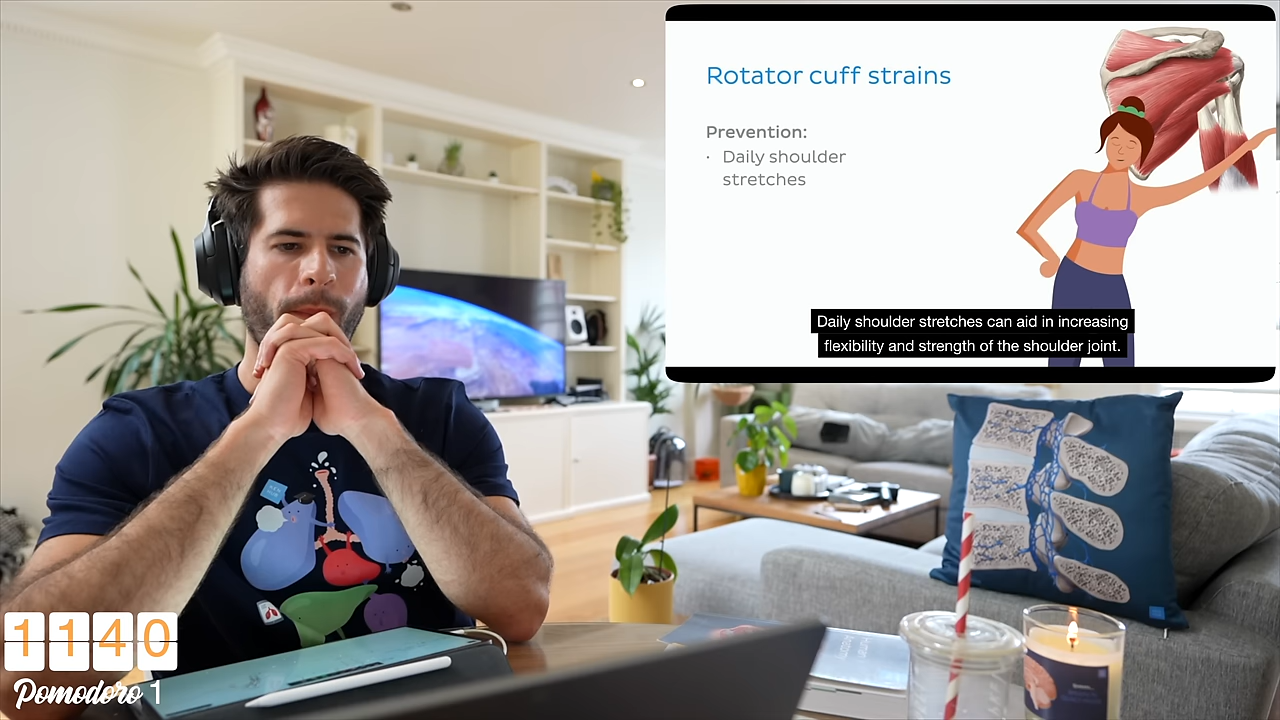 Rotator cuff strains
Prevention:
· Daily shoulder
stretches
Daily shoulder stretches can aid in increasing
flexibility and strength of the shoulder joint.
1140
Pomodoro 1